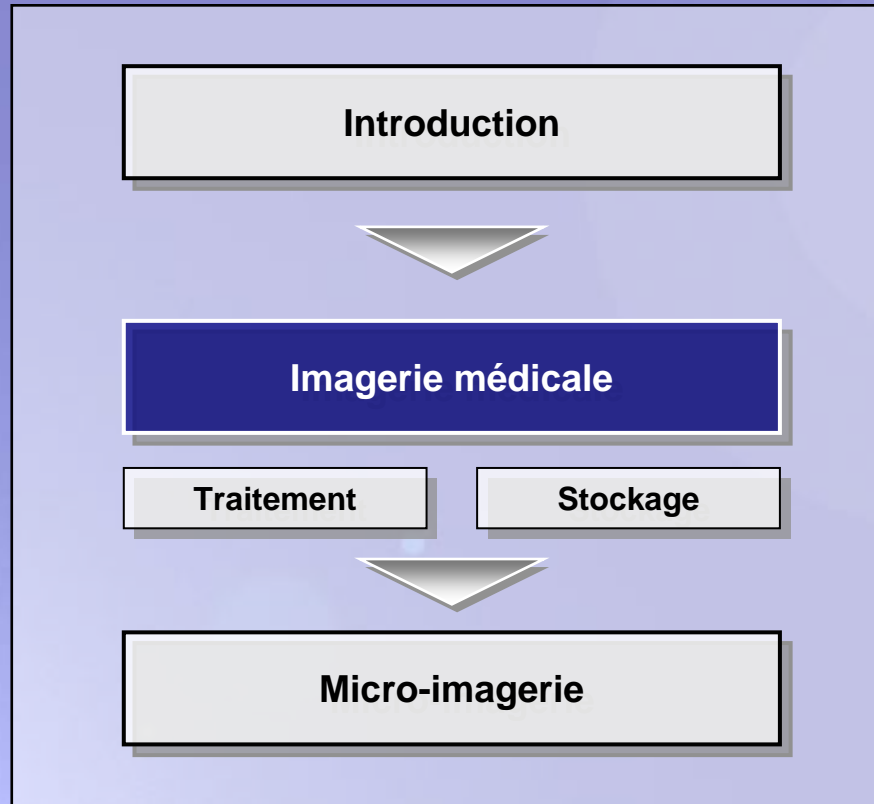 Introduction
Imagerie médicale
Traitement
Stockage
Micro-imagerie